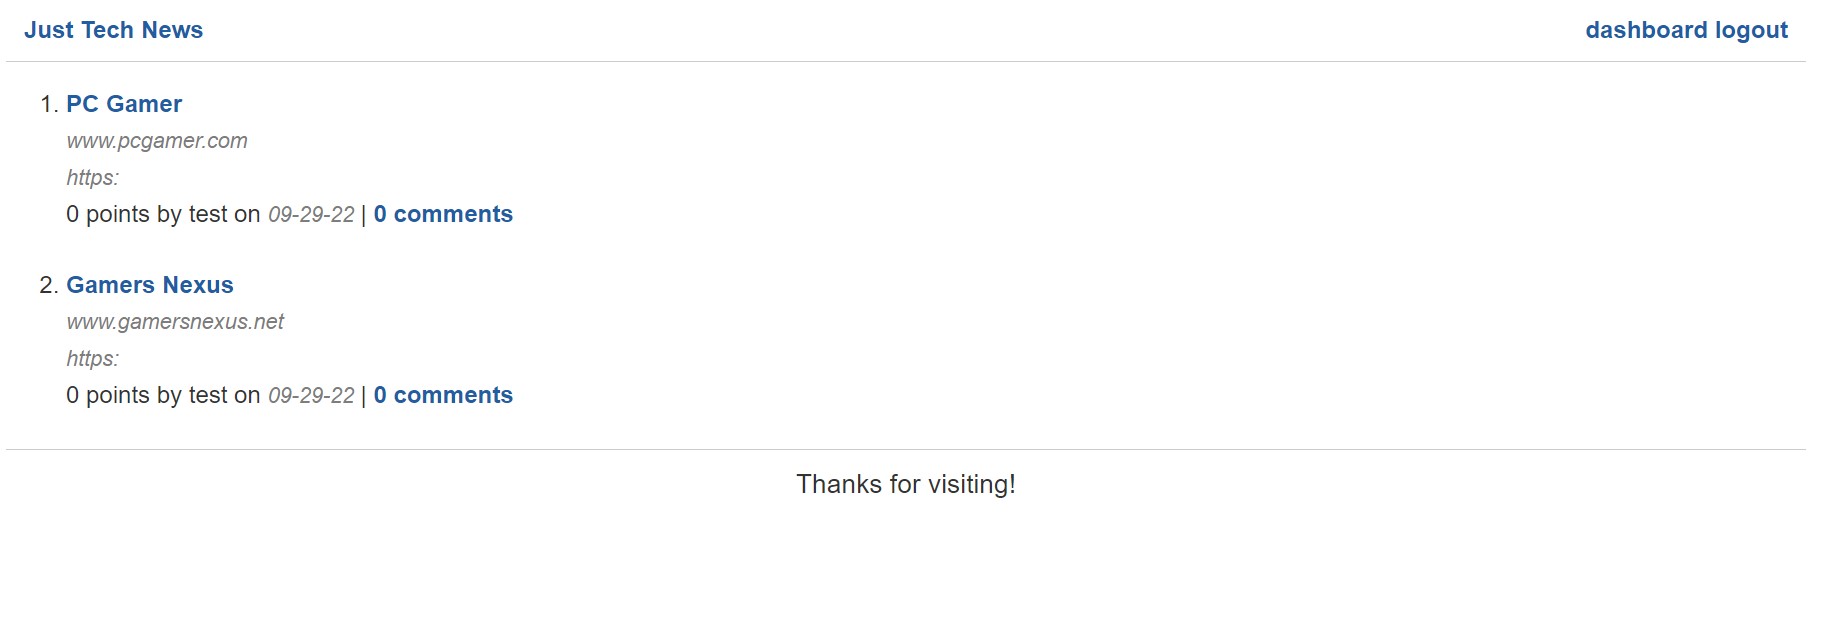 Just Tech News
dashboard logout
1. PC Gamer
www.pcgamer.com
https:
0 points by test on 09-29-22 | 0 comments
2. Gamers Nexus
www.gamersnexus.net
https:
0 points by test on 09-29-22 | 0 comments
Thanks for visiting!